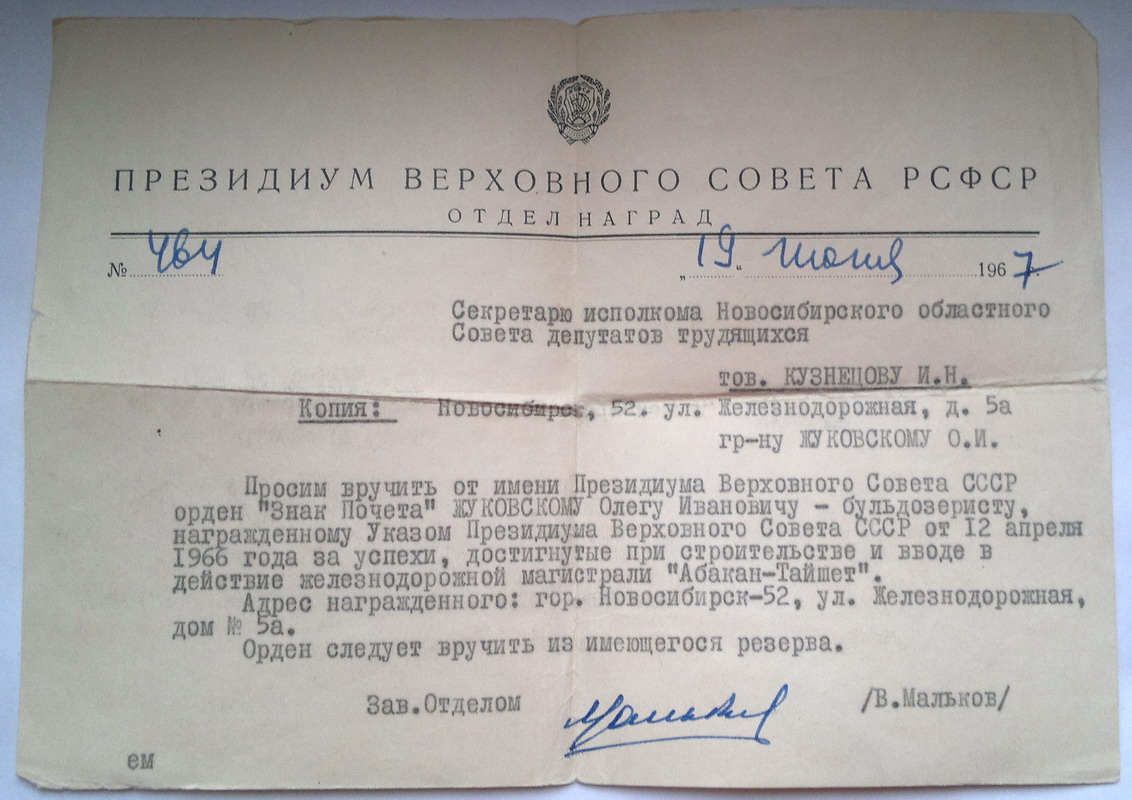 ПРЕЗИДИУМ ВЕРХОВНОГО СОВЕТА РСФСР
ОТДЕЛ НАГРАД
№ 464 „19“ июня 1967 г.
Секретарю исполкома Новосибирского областного
Совета депутатов трудящихся
тов. КУЗНЕЦОВУ И.Н.
Копия: Новосибирск, 52. ул. Железнодорожная, д. 5а
гр-ну ЖУКОВСКОМУ О.И.
Просим вручить от имени Президиума Верховного Совета СССР
орден "Знак Почета" ЖУКОВСКОМУ Олегу Ивановичу – бульдозеристу,
награжденному Указом Президиума Верховного Совета СССР от 12 апреля
1966 года за успехи, достигнутые при строительстве и вводе в
действие железнодорожной магистрали "Абакан-Тайшет".
Адрес награжденного: гор. Новосибирск-52, ул. Железнодорожная,
дом № 5а.
Орден следует вручить из имеющегося резерва.
Зав.Отделом Мальков /В.Мальков/
ем